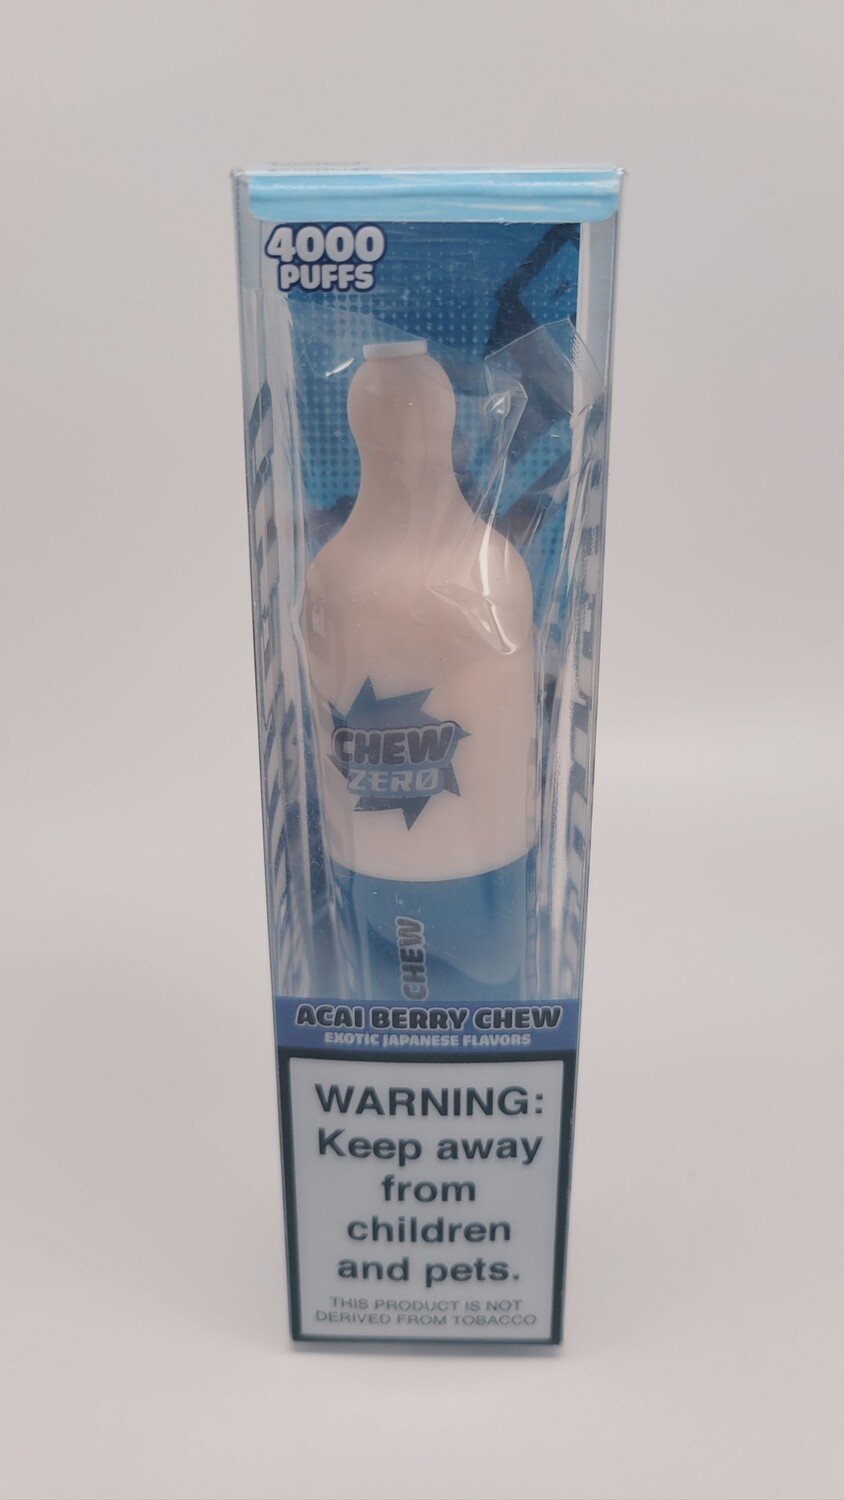 4000
PUFFS
CHEW
ZERO
CHEW
ACAI BERRY CHEW
EXOTIC JAPANESE FLAVORS
WARNING:
Keep away
from
children
and pets.
THIS PRODUCT IS NOT
DERIVED FROM TOBACCO